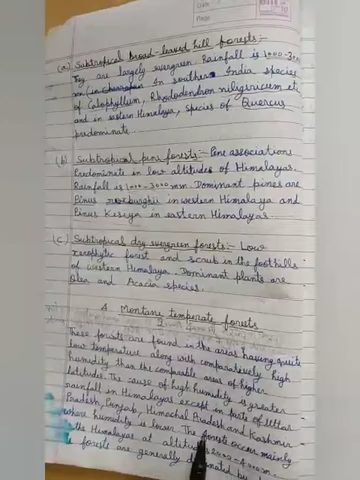 Page
(a) Subtropical broad-leaved hill forests:-
They are largely evergreen. Rainfall is 1000-3000
mm In southern India species
of Calophyllum, Rhododendron niligricum etc
and in eastern Himalaya, species of Quercus
predominate
(b) Subtropical pine forests:- Pine associations
Predominate in low altitudes of Himalayas.
Rainfall is 1000-3000 mm. Dominant pines are
Pinus roxburghii in western Himalaya and
Pinus Kesiya in eastern Himalayas.
(c) Subtropical dry evergreen forests:- Low
xerophytic forest and scrub in the foothills
of western Himalaya. Dominant plants are
Olea and Acacia species.
4. Montane temperate forests
These forests are found in the areas having quite
low temperature along with comparatively high
humidity than the comparable areas of higher
latitudes. The cause of high humidity is greater
rainfall in Himalaya except in parts of Uttar
Pradesh, Punjab, Himachal Pradesh and Kashmir
where humidity is lower. The forests occur mainly
the Himalayas at altitude
forests are generally dominated by